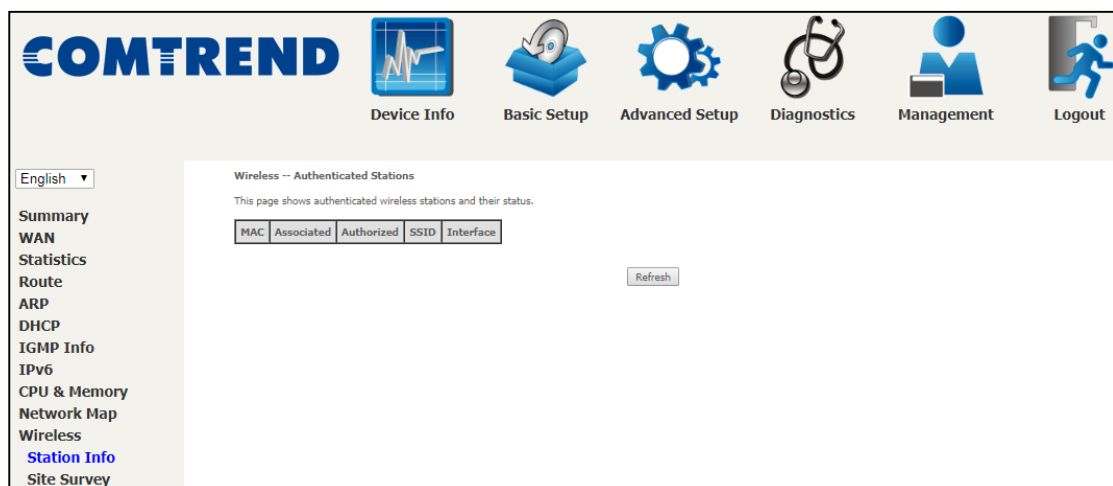 COMTREND
Device Info
Basic Setup
Advanced Setup
Diagnostics
Management
Logout
English
Summary
WAN
Statistics
Route
ARP
DHCP
IGMP Info
IPv6
CPU & Memory
Network Map
Wireless
Station Info
Site Survey
Wireless -- Authenticated Stations
This page shows authenticated wireless stations and their status.
MAC Associated Authorized SSID Interface
Refresh